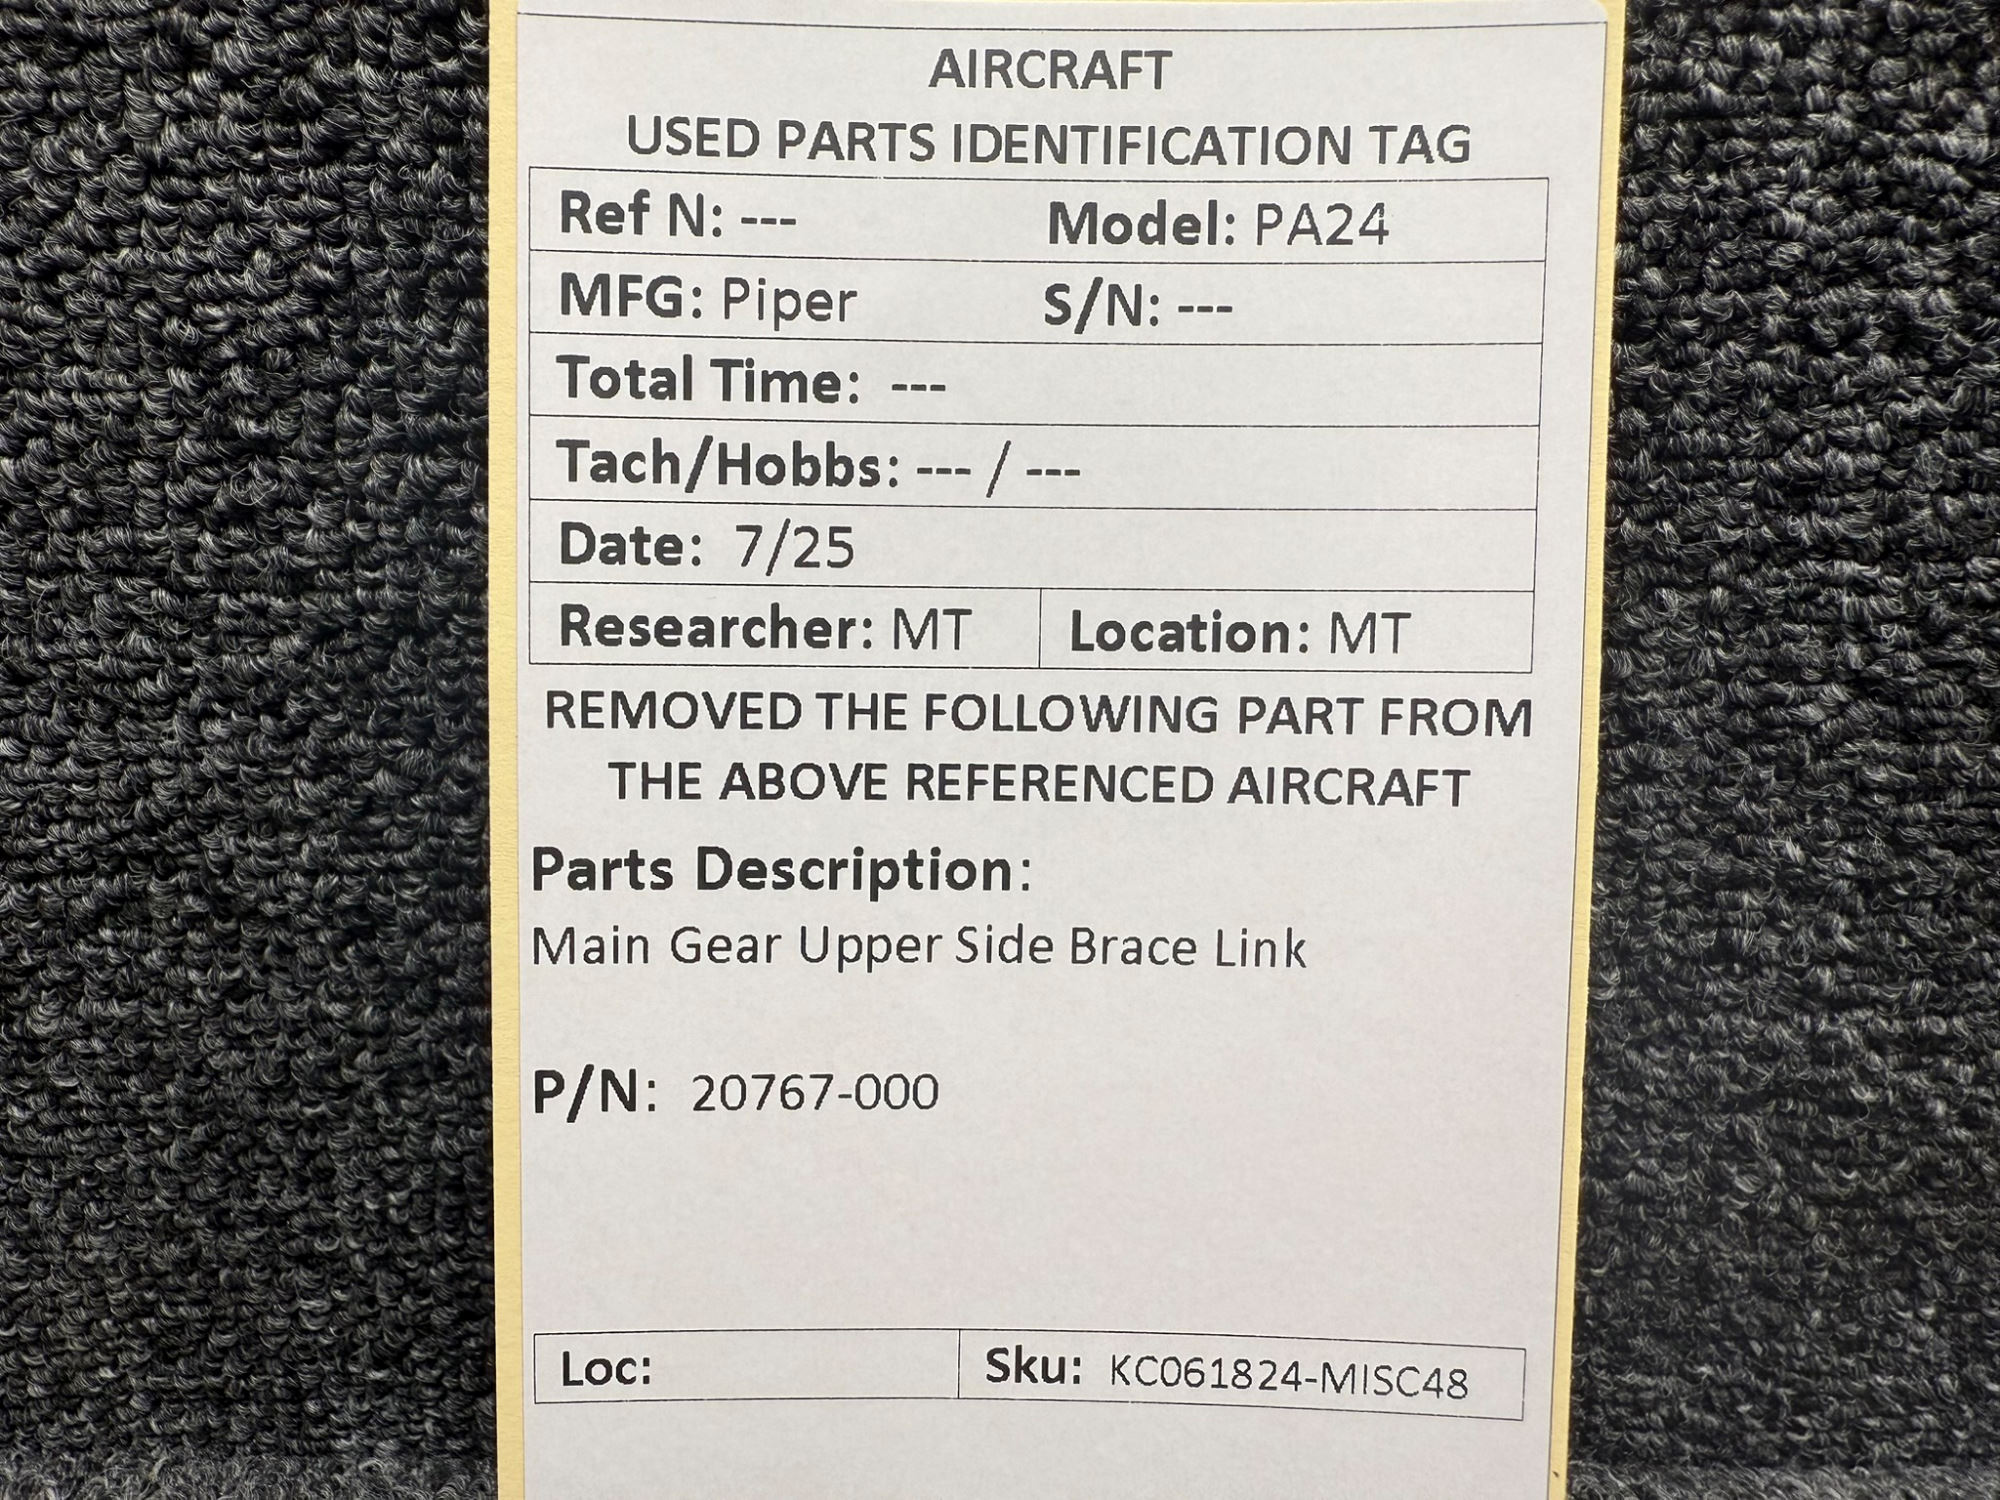 AIRCRAFT
USED PARTS IDENTIFICATION TAG
Ref N: --- Model: PA24
MFG: Piper S/N: ---
Total Time: ---
Tach/Hobbs: --- / ---
Date: 7/25
Researcher: MT Location: MT
REMOVED THE FOLLOWING PART FROM
THE ABOVE REFERENCED AIRCRAFT
Parts Description:
Main Gear Upper Side Brace Link
P/N: 20767-000
Loc: Sku: KC061824-MISC48